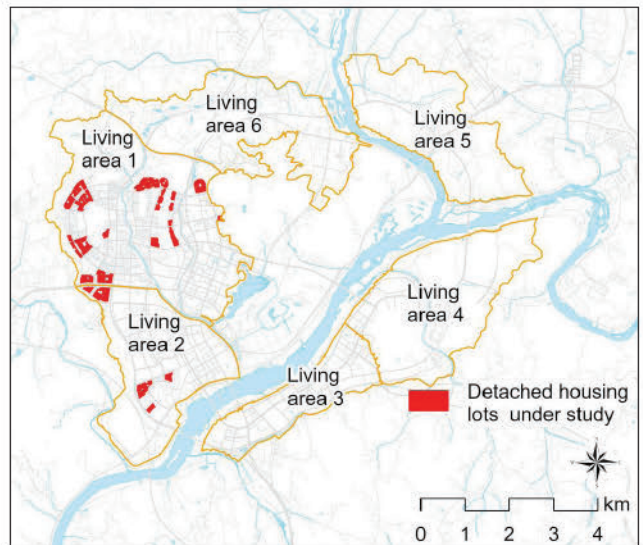 Living
area 6
Living
area 1
Living
area 5
Living
area 4
Living
area 2
Living
area 3
Detached housing
lots under study
km
0 1 2 3 4